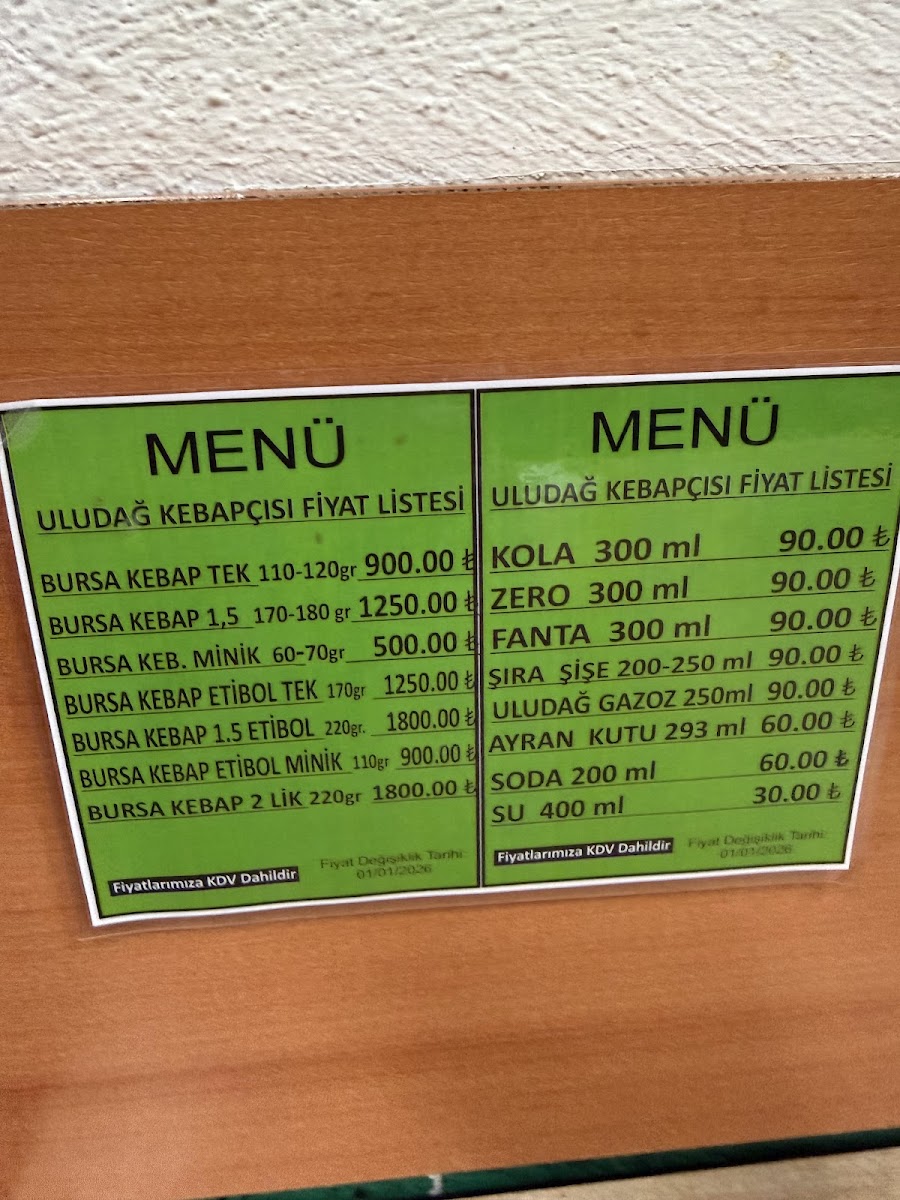 MENÜ
ULUDAĞ KEBAPÇISI FİYAT LİSTESİ
BURSA KEBAP TEK 110-120gr 900.00 ₺
BURSA KEBAP 1,5 170-180 gr 1250.00 ₺
BURSA KEB. MİNİK 60-70gr 500.00 ₺
BURSA KEBAP ETİBOL TEK 170gr 1250.00 ₺
BURSA KEBAP 1.5 ETİBOL 220gr. 1800.00 ₺
BURSA KEBAP ETİBOL MİNİK 110gr 900.00 ₺
BURSA KEBAP 2 LİK 220gr 1800.00 ₺
Fiyatlarımıza KDV Dahildir
Fiyat Değişiklik Tarihi:
01/01/2026
MENÜ
ULUDAĞ KEBAPÇISI FİYAT LİSTESİ
KOLA 300 ml 90.00 ₺
ZERO 300 ml 90.00 ₺
FANTA 300 ml 90.00 ₺
ŞIRA ŞİŞE 200-250 ml 90.00 ₺
ULUDAĞ GAZOZ 250ml 90.00 ₺
AYRAN KUTU 293 ml 60.00 ₺
SODA 200 ml 60.00 ₺
SU 400 ml 30.00 ₺
Fiyatlarımıza KDV Dahildir
Fiyat Değişiklik Tarihi:
01/01/2026